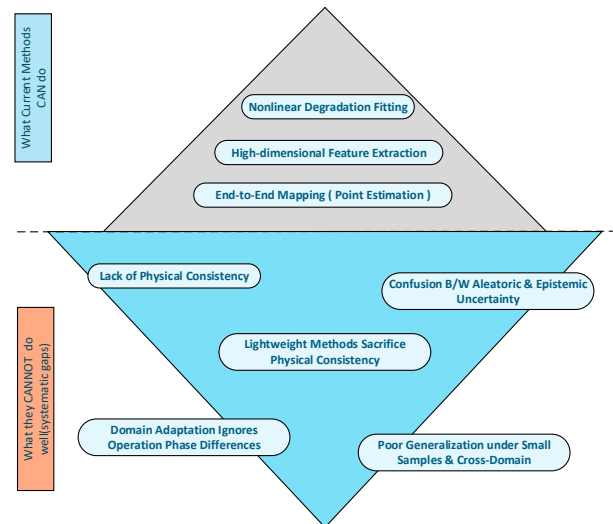 What Current Methods
CAN do
Nonlinear Degradation Fitting
High-dimensional Feature Extraction
End-to-End Mapping ( Point Estimation )
Lack of Physical Consistency
Confusion B/W Aleatoric & Epistemic
Uncertainty
Lightweight Methods Sacrifice
Physical Consistency
What they CANNOT do
well(systematic gaps)
Domain Adaptation Ignores
Operation Phase Differences
Poor Generalization under Small
Samples & Cross-Domain